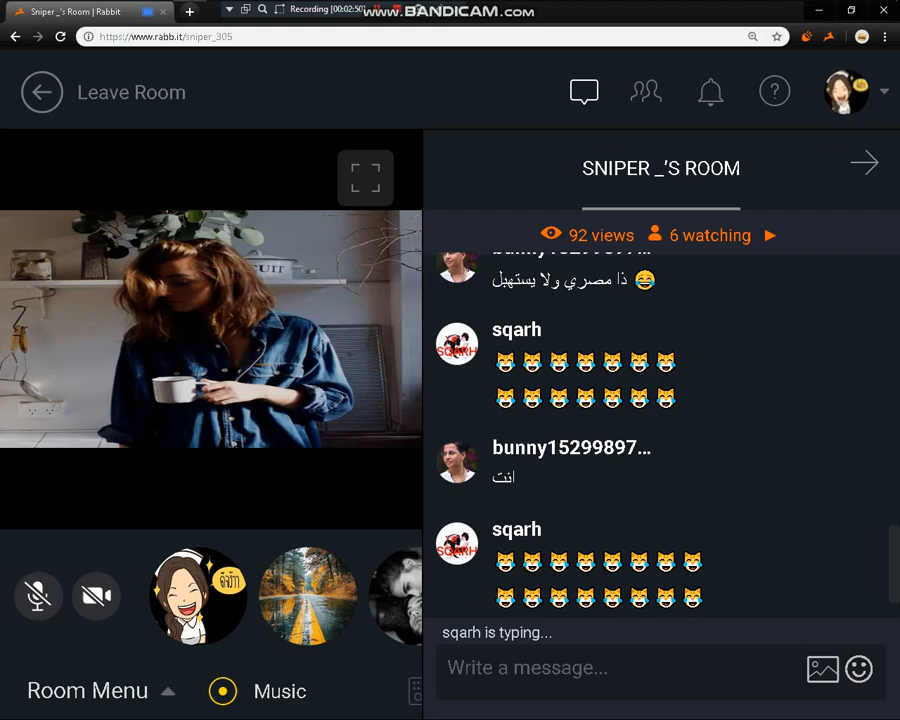 Sniper _'s Room | Rabbit
Recording [00:02:50]
www.BANDICAM.com
https://www.rabb.it/sniper_305
Leave Room
SNIPER _'S ROOM
92 views 6 watching
ذا مصري ولا يستهبل 😂
sqarh
😹😹😹😹😹😹😹
😹😹😹😹😹😹😹
bunny15299897...
انت
sqarh
😹😹😹😹😹😹😹😹
😹😹😹😹😹😹😹😹
sqarh is typing...
Write a message...
Room Menu
Music
SQARH
SQARH